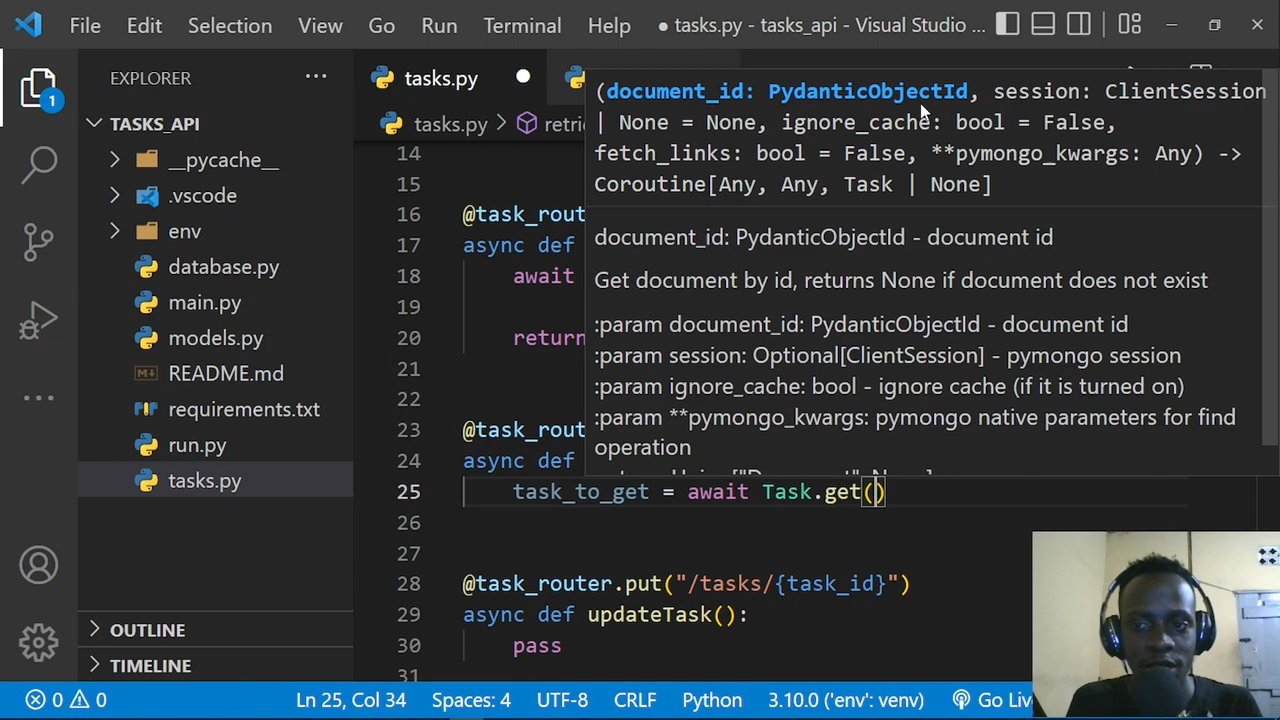 File Edit Selection View Go Run Terminal Help ● tasks.py - tasks_api - Visual Studio ...
EXPLORER ...
TASKS_API
__pycache__
.vscode
env
database.py
main.py
models.py
README.md
requirements.txt
run.py
tasks.py
OUTLINE
TIMELINE
1
tasks.py
tasks.py > retri
(document_id: PydanticObjectId, session: ClientSession
| None = None, ignore_cache: bool = False,
fetch_links: bool = False, **pymongo_kwargs: Any) ->
Coroutine[Any, Any, Task | None]
document_id: PydanticObjectId - document id
Get document by id, returns None if document does not exist
:param document_id: PydanticObjectId - document id
:param session: Optional[ClientSession] - pymongo session
:param ignore_cache: bool - ignore cache (if it is turned on)
:param **pymongo_kwargs: pymongo native parameters for find
operation
14
15
16 @task_rou
17 async def
18 await
19
20 return
21
22
23 @task_rou
24 async def
25 task_to_get = await Task.get()
26
27
28 @task_router.put("/tasks/{task_id}")
29 async def updateTask():
30 pass
31
0 0 Ln 25, Col 34 Spaces: 4 UTF-8 CRLF Python 3.10.0 ('env': venv) Go Liv